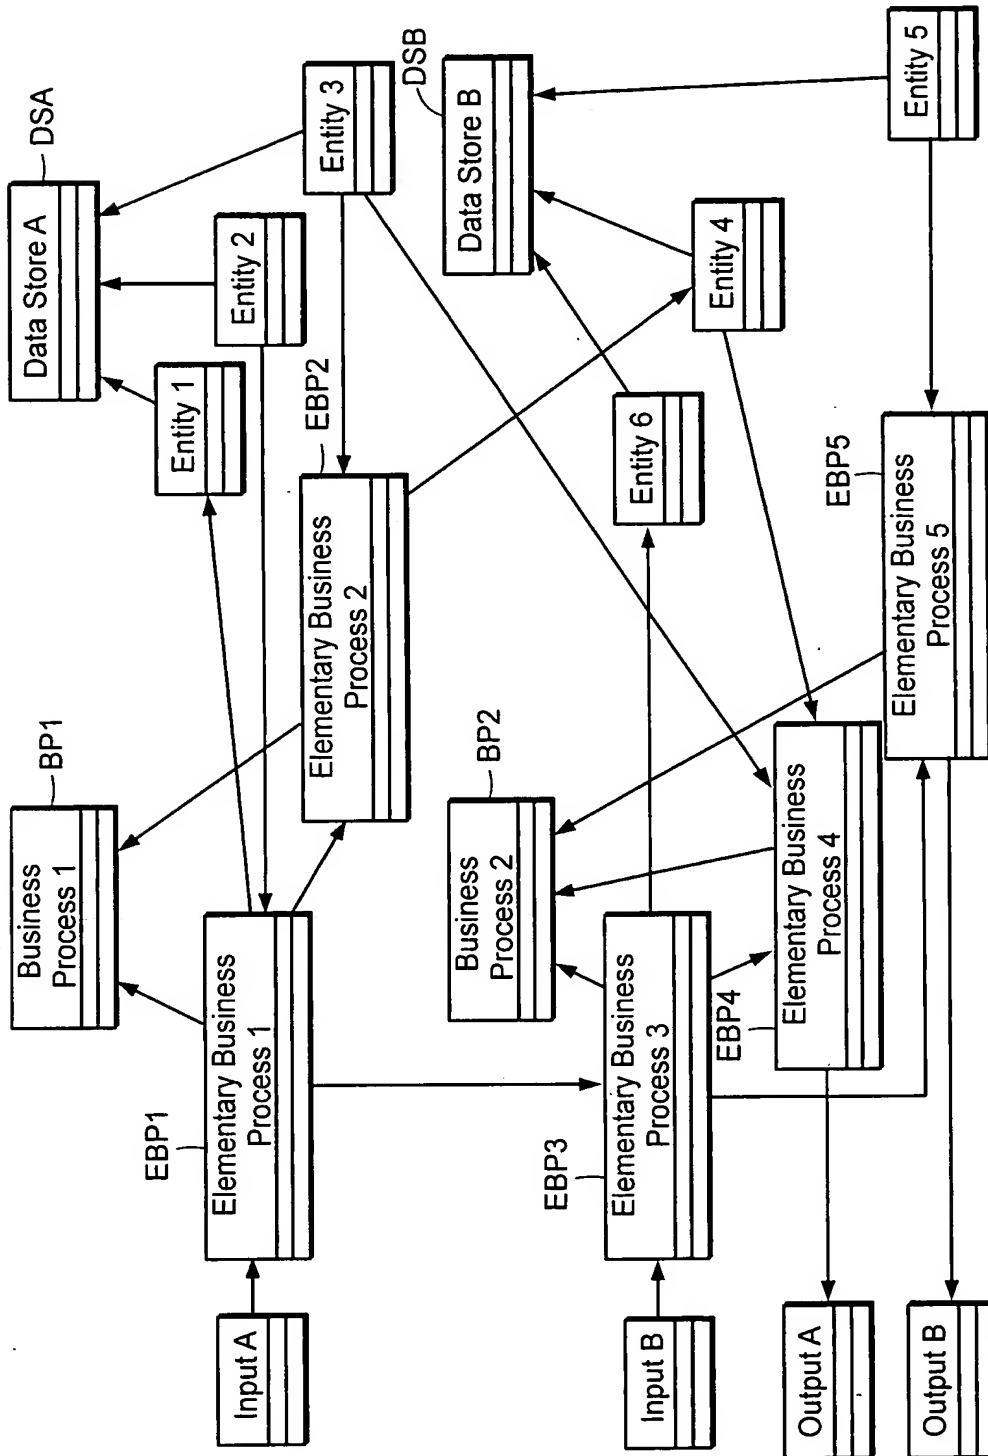 Input A
EBP1
Elementary Business
Process 1
Business
Process 1
BP1
Elementary Business
Process 2
EBP2
Entity 1
Entity 2
Entity 3
Data Store A
DSA
Input B
EBP3
Elementary Business
Process 3
Business
Process 2
BP2
Entity 6
Entity 4
Data Store B
DSB
Output A
EBP4
Elementary Business
Process 4
Output B
Elementary Business
Process 5
EBP5
Entity 5